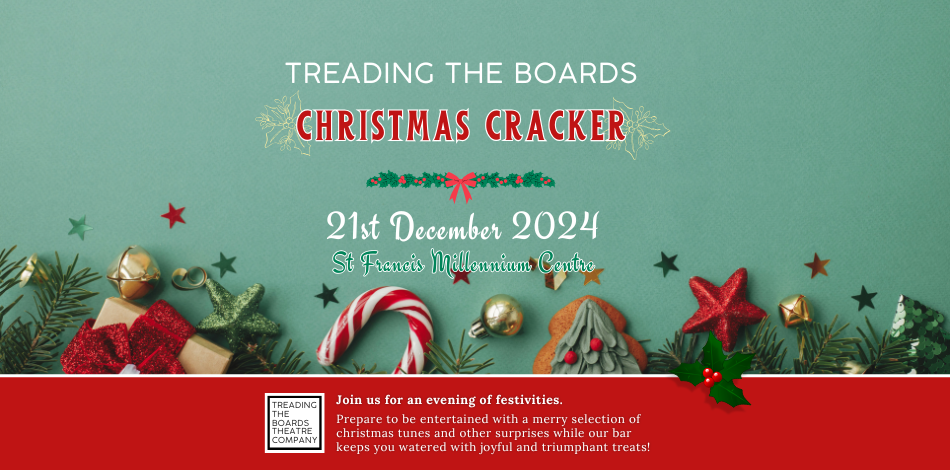 TREADING THE BOARDS
CHRISTMAS CRACKER
21st December 2024
St Francis Millennium Centre
TREADING
THE
BOARDS
THEATRE
COMPANY
Join us for an evening of festivities.
Prepare to be entertained with a merry selection of
christmas tunes and other surprises while our bar
keeps you watered with joyful and triumphant treats!